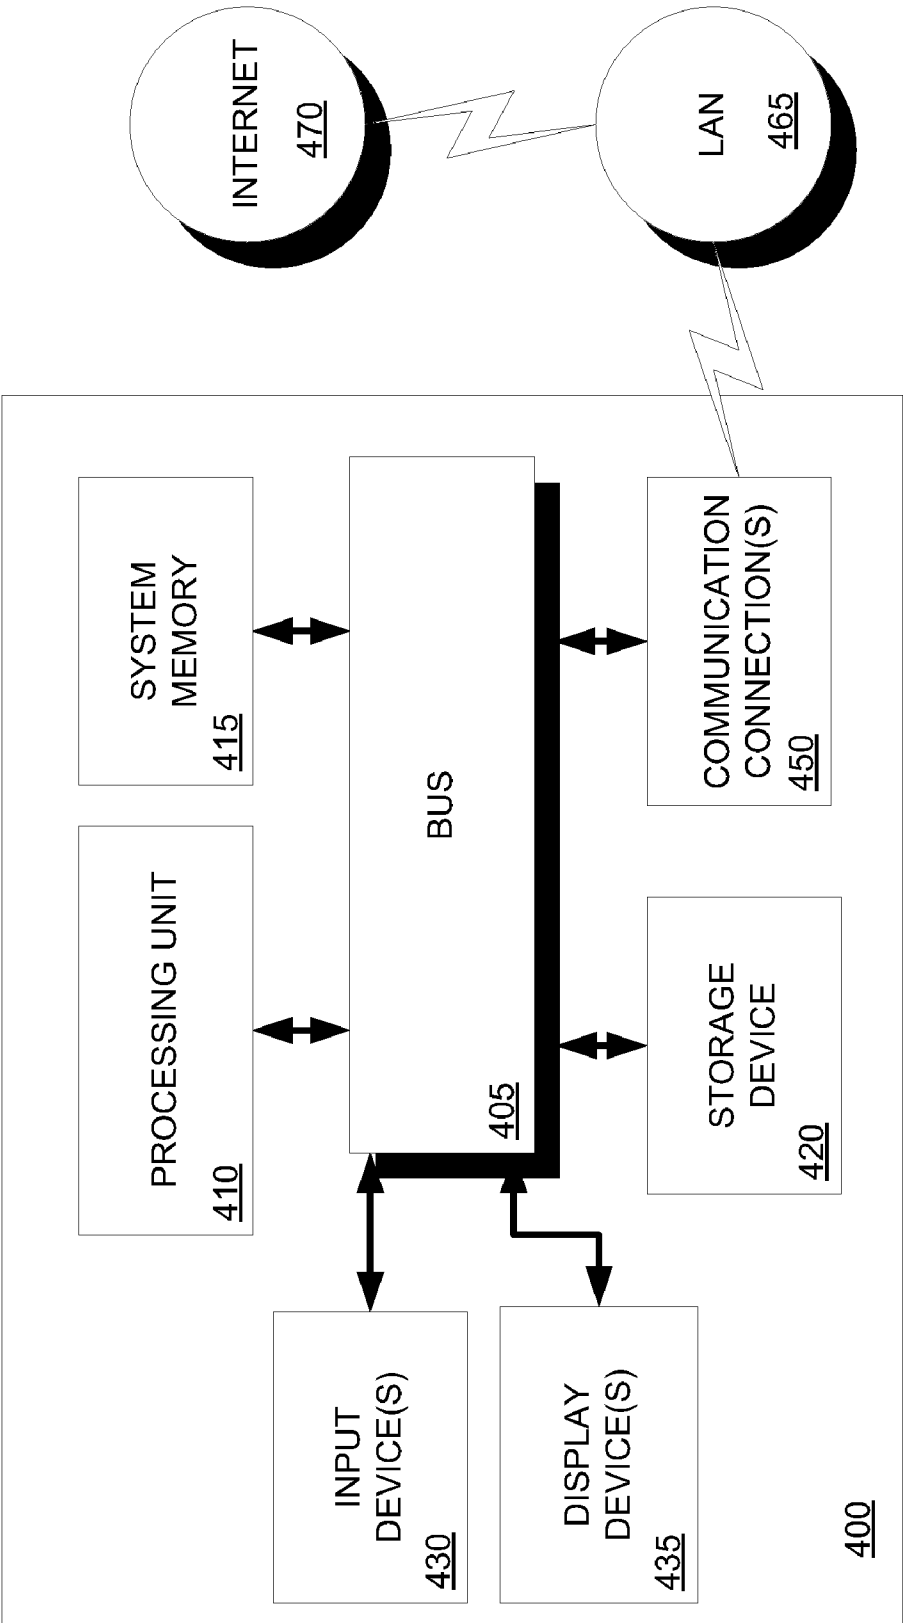 PROCESSING UNIT
410
SYSTEM
MEMORY
415
INTERNET
470
INPUT
DEVICE(S)
430
BUS
405
DISPLAY
DEVICE(S)
435
STORAGE
DEVICE
420
COMMUNICATION
CONNECTION(S)
450
LAN
465
400